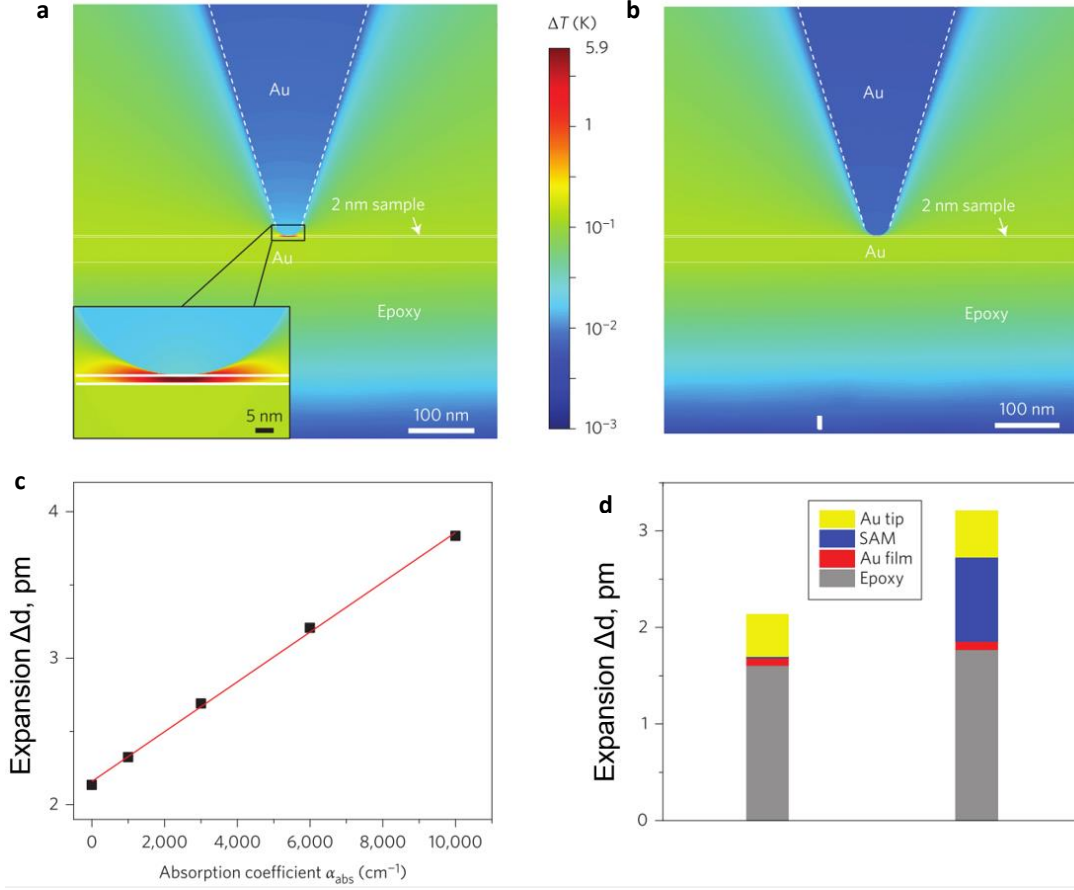 a
Au
2 nm sample
Au
Epoxy
5 nm
100 nm
ΔT (K)
5.9
1
10⁻¹
10⁻²
10⁻³
b
Au
2 nm sample
Au
Epoxy
100 nm
c
Expansion Δd, pm
4
3
2
0
2,000
4,000
6,000
8,000
10,000
Absorption coefficient αabs (cm⁻¹)
d
Expansion Δd, pm
3
2
1
0
Au tip
SAM
Au film
Epoxy